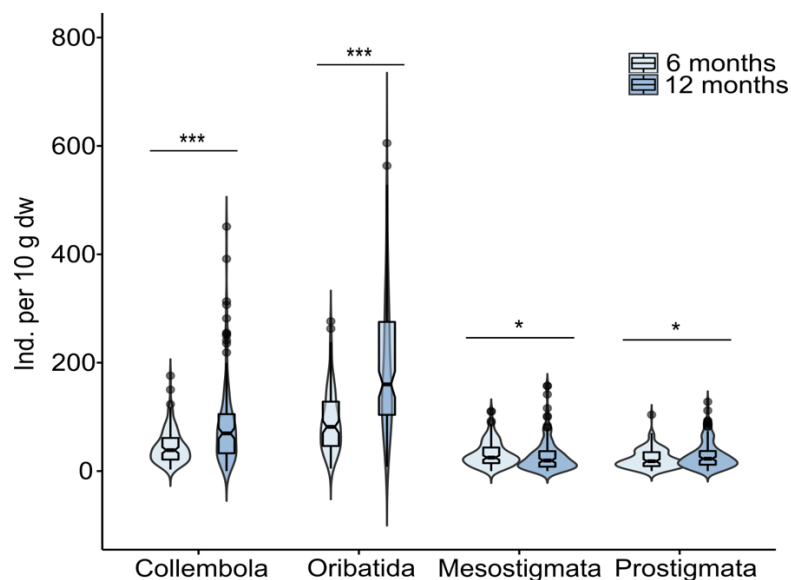 800
600
400
200
0
Ind. per 10 g dw
***
***
*
*
6 months
12 months
Collembola Oribatida Mesostigmata Prostigmata